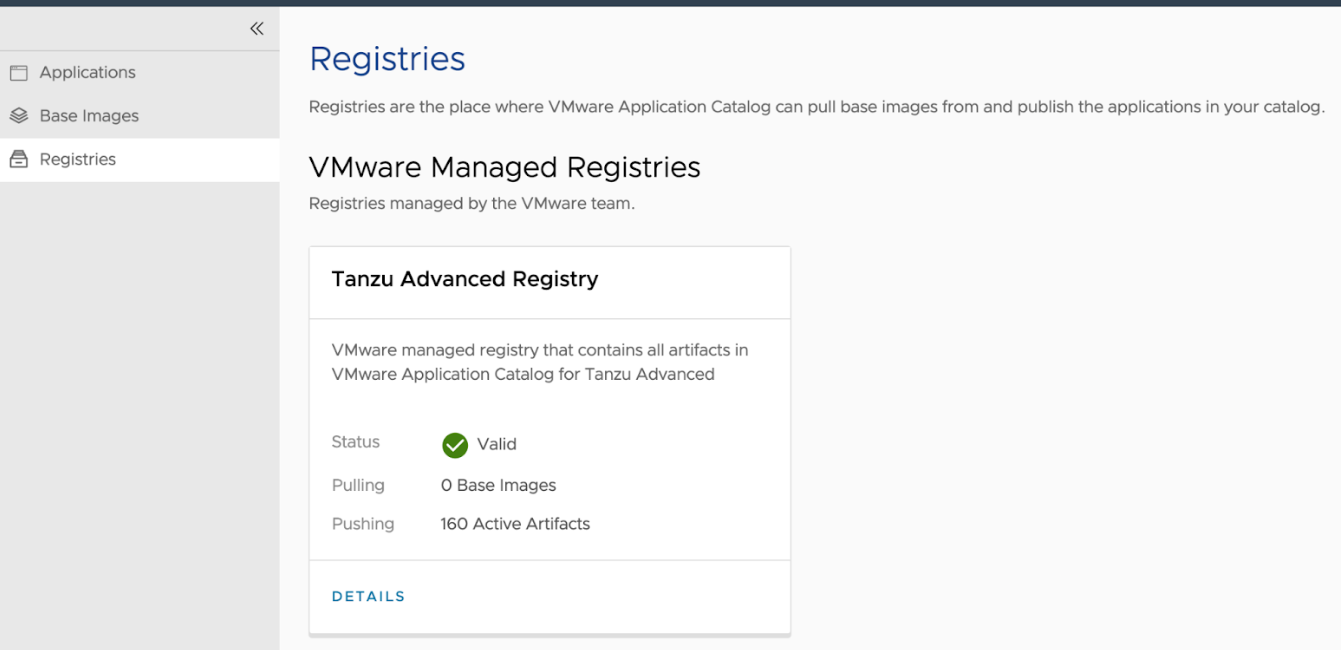 Applications
Base Images
Registries
Registries
Registries are the place where VMware Application Catalog can pull base images from and publish the applications in your catalog.
VMware Managed Registries
Registries managed by the VMware team.
Tanzu Advanced Registry
VMware managed registry that contains all artifacts in
VMware Application Catalog for Tanzu Advanced
Status Valid
Pulling 0 Base Images
Pushing 160 Active Artifacts
DETAILS